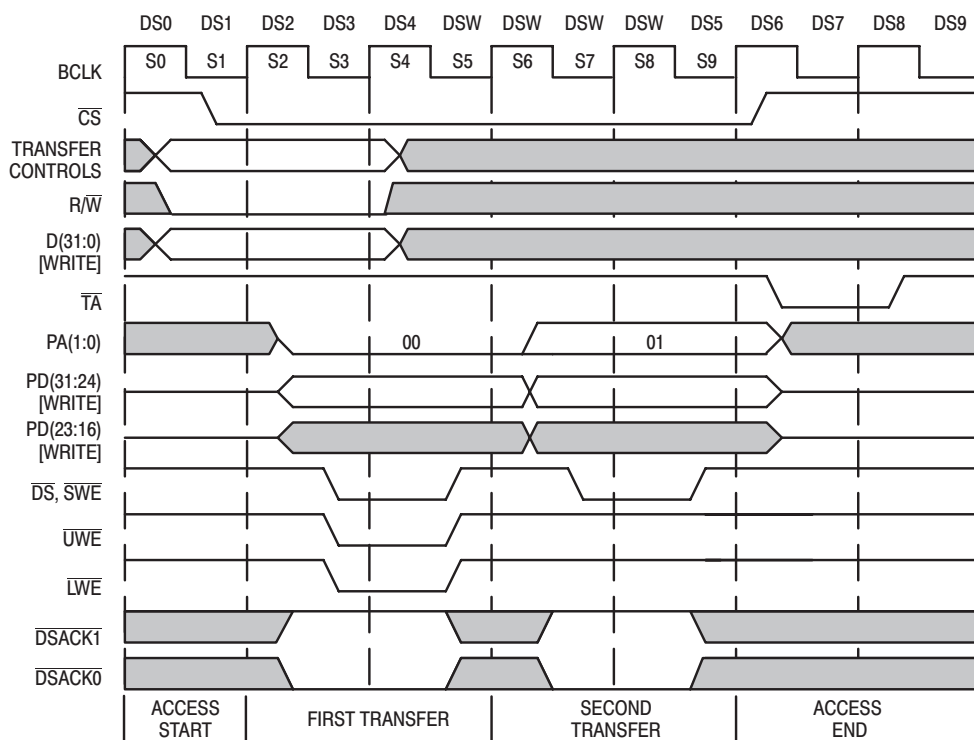 DS0 DS1 DS2 DS3 DS4 DSW DSW DSW DSW DS5 DS6 DS7 DS8 DS9
BCLK S0 S1 S2 S3 S4 S5 S6 S7 S8 S9
CS
TRANSFER
CONTROLS
R/W
D(31:0)
[WRITE]
TA
PA(1:0) 00 01
PD(31:24)
[WRITE]
PD(23:16)
[WRITE]
DS, SWE
UWE
LWE
DSACK1
DSACK0
ACCESS
START
FIRST TRANSFER
SECOND
TRANSFER
ACCESS
END